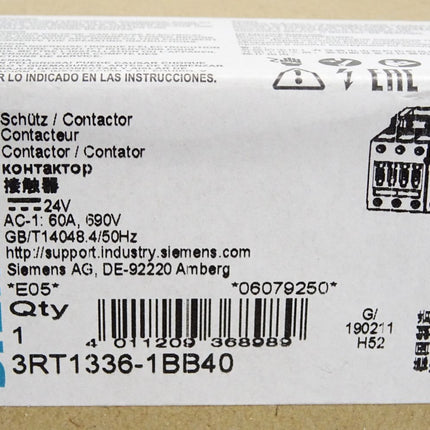 R LO INDICADO EN LAS INSTRUCCIONES.
Schütz / Contactor
Contacteur
Contactor / Contator
контактор
接触器
24V
AC-1: 60A, 690V
GB/T14048.4/50Hz
http://support.industry.siemens.com
Siemens AG, DE-92220 Amberg
*E05*
*06079250*
Qty
1
4 011209 368989
G/
190211
H52
3RT1336-1BB40